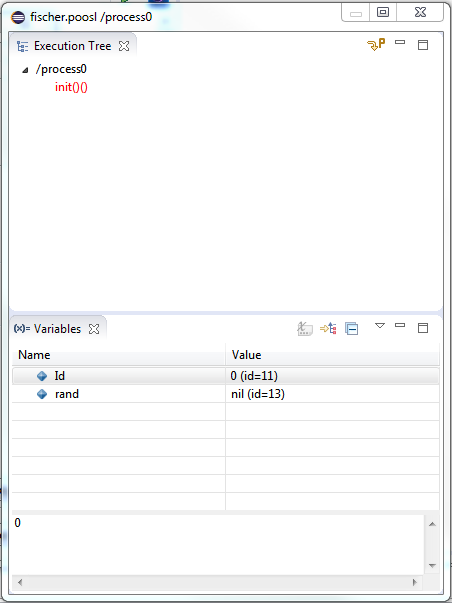 fischer.poosl /process0
Execution Tree
P
/process0
init()()
(x)= Variables
Name Value
Id 0 (id=11)
rand nil (id=13)
0